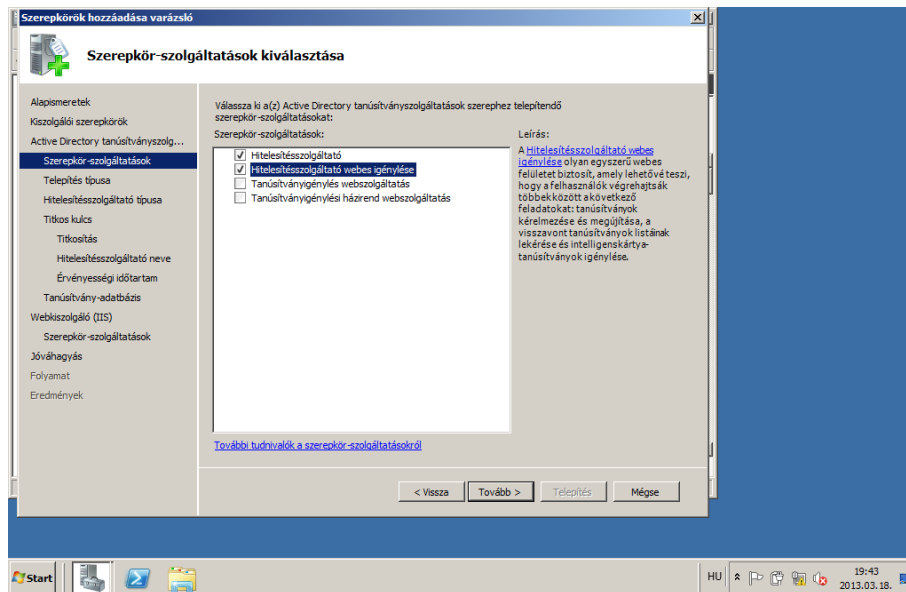 Szerepkörök hozzáadása varázsló
Szerepkör-szolgáltatások kiválasztása
Alapismeretek
Kiszolgálói szerepkörök
Active Directory tanúsítványszolg...
Szerepkör-szolgáltatások
Telepítés típusa
Hitelesítésszolgáltató típusa
Titkos kulcs
Titkosítás
Hitelesítésszolgáltató neve
Érvényességi időtartam
Tanúsítvány-adatbázis
Webkiszolgáló (IIS)
Szerepkör-szolgáltatások
Jóváhagyás
Folyamat
Eredmények
Válassza ki a(z) Active Directory tanúsítványszolgáltatások szerephez telepítendő
szerepkör-szolgáltatásokat:
Szerepkör-szolgáltatások:
Hitelesítésszolgáltató
Hitelesítésszolgáltató webes igénylése
Tanúsítványigénylés webszolgáltatás
Tanúsítványigénylési házirend webszolgáltatás
Leírás:
A Hitelesítésszolgáltató webes
igénylése olyan egyszerű webes
felületet biztosít, amely lehetővé teszi,
hogy a felhasználók végrehajtsák
többek között a következő
feladatokat: tanúsítványok
kérelmezése és megújítása, a
visszavont tanúsítványok listáinak
lekérése és intelligenskártya-
tanúsítványok igénylése.
További tudnivalók a szerepkör-szolgáltatásokról
< Vissza
Tovább >
Telepítés
Mégse
Start
HU
19:43
2013.03.18.